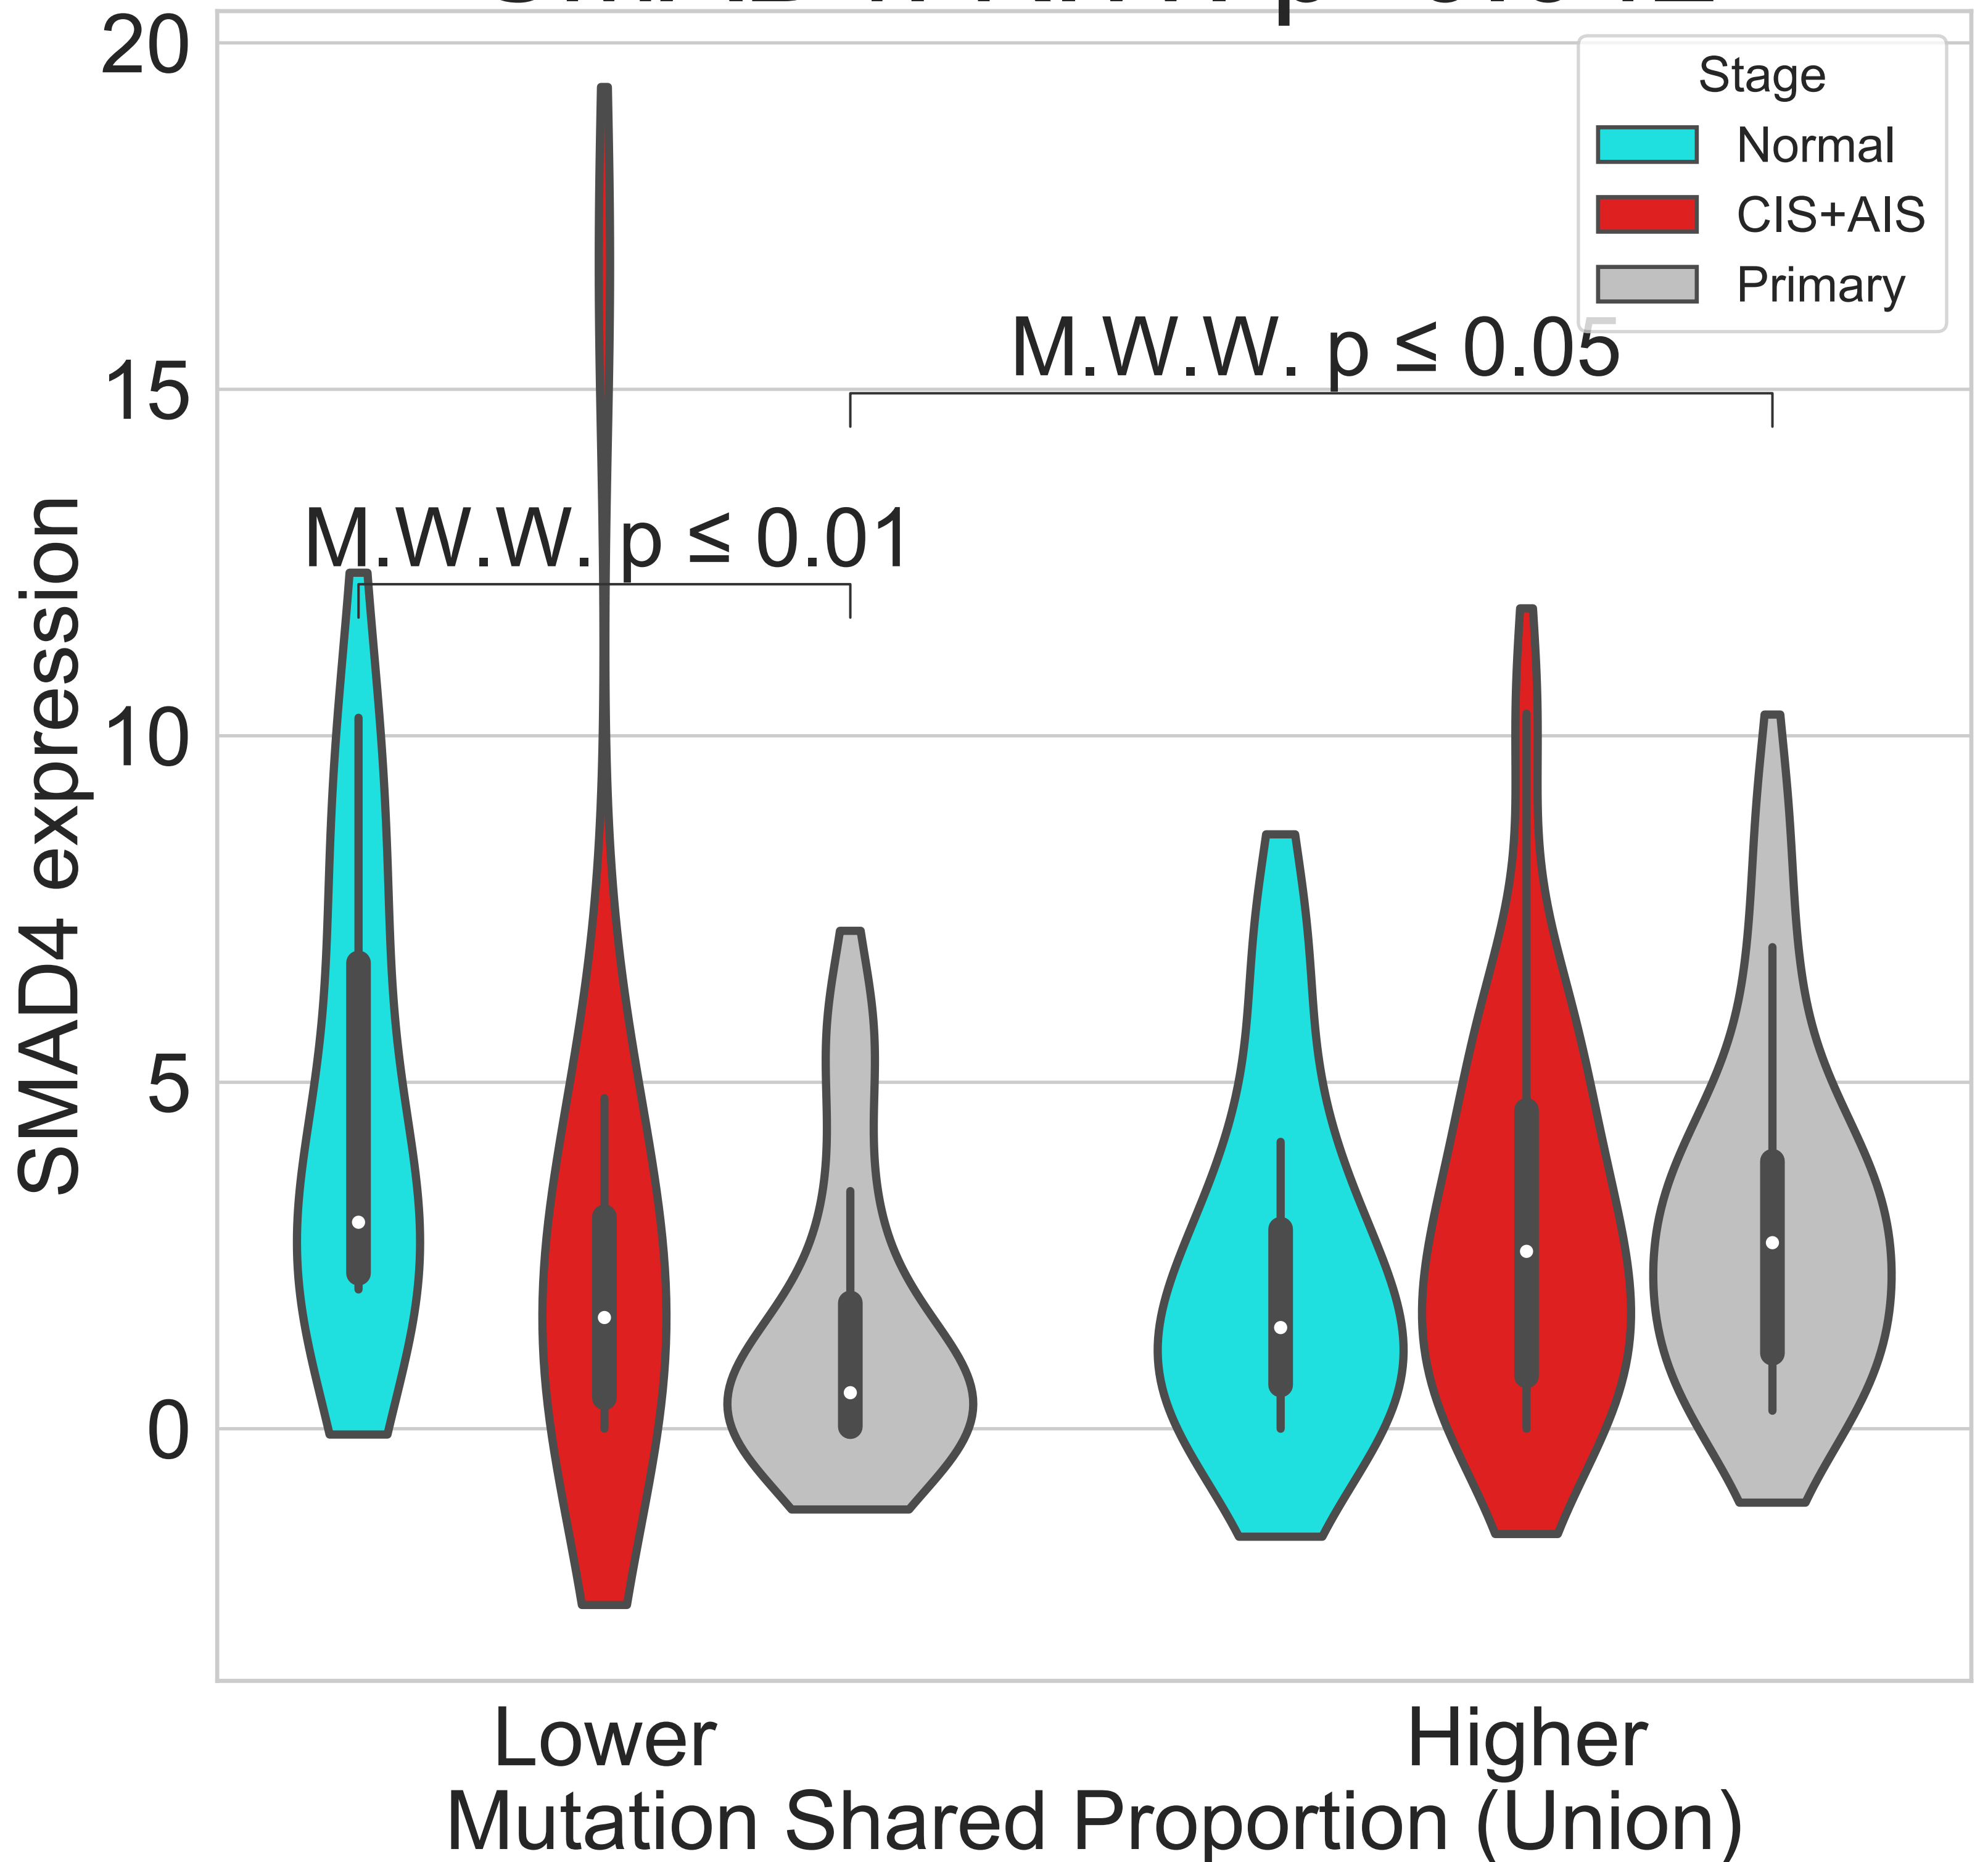 20
15
10
5
0
SMAD4 expression
Stage
Normal
CIS+AIS
Primary
M.W.W. p ≤ 0.05
M.W.W. p ≤ 0.01
Lower
Higher
Mutation Shared Proportion (Union)